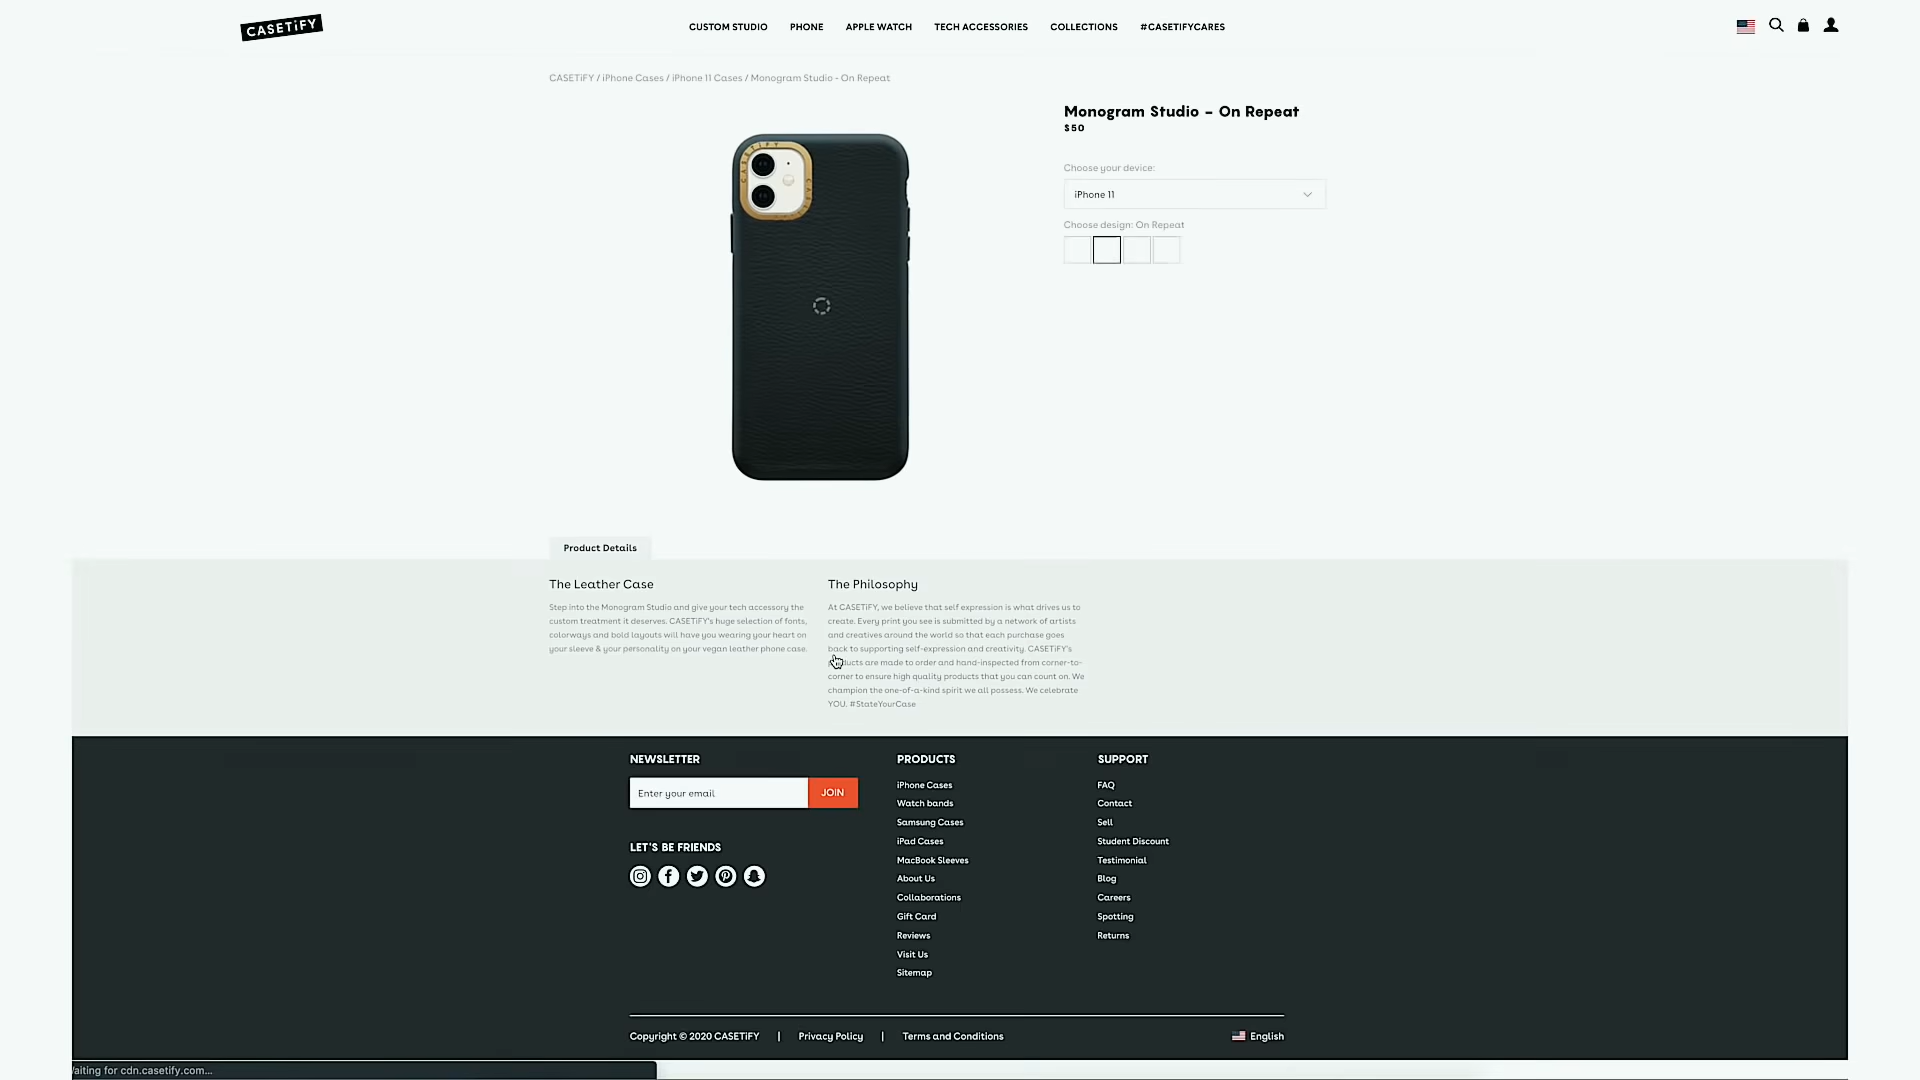 CASETiFY
CUSTOM STUDIO
PHONE
APPLE WATCH
TECH ACCESSORIES
COLLECTIONS
#CASETIFYCARES
CASETiFY / iPhone Cases / iPhone 11 Cases / Monogram Studio - On Repeat
Monogram Studio - On Repeat
$50
Choose your device:
iPhone 11
Choose design: On Repeat
CASETIFY
Product Details
The Leather Case
Step into the Monogram Studio and give your tech accessory the
custom treatment it deserves. CASETiFY's huge selection of fonts,
colorways and bold layouts will have you wearing your heart on
your sleeve & your personality on your vegan leather phone case.
The Philosophy
At CASETiFY, we believe that self expression is what drives us to
create. Every print you see is submitted by a network of artists
and creatives around the world so that each purchase goes
back to supporting self-expression and creativity. CASETiFY's
products are made to order and hand-inspected from corner-to-
corner to ensure high quality products that you can count on. We
champion the one-of-a-kind spirit we all possess. We celebrate
YOU. #StateYourCase
NEWSLETTER
Enter your email
JOIN
LET'S BE FRIENDS
PRODUCTS
iPhone Cases
Watch bands
Samsung Cases
iPad Cases
MacBook Sleeves
About Us
Collaborations
Gift Card
Reviews
Visit Us
Sitemap
SUPPORT
FAQ
Contact
Sell
Student Discount
Testimonial
Blog
Careers
Spotting
Returns
Copyright © 2020 CASETiFY | Privacy Policy | Terms and Conditions
English
Waiting for cdn.casetify.com...